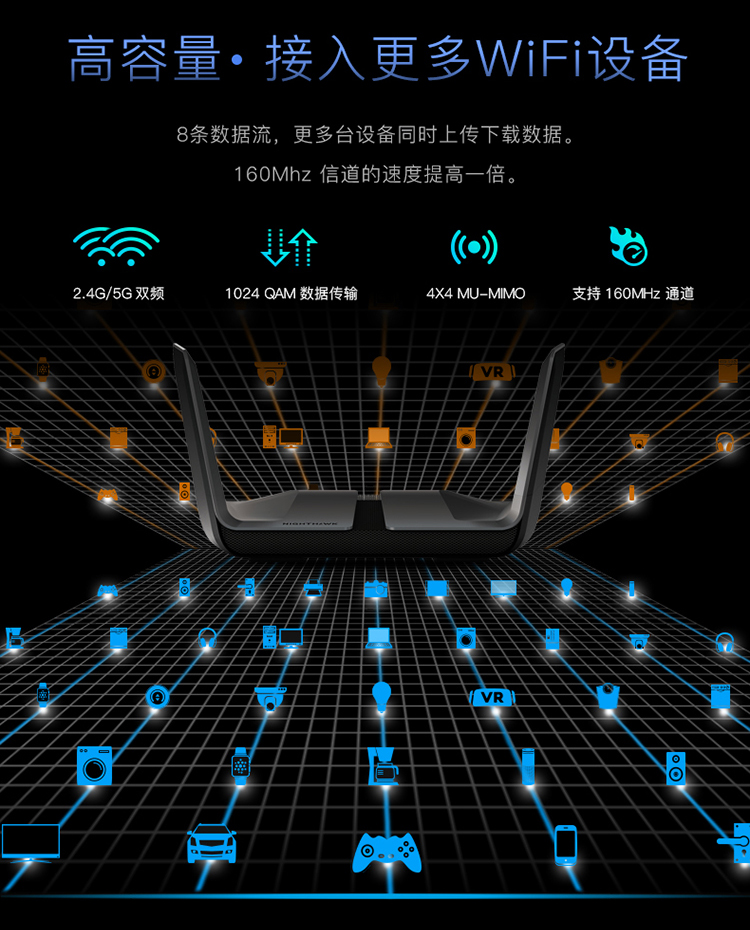 高容量·接入更多WiFi设备
8条数据流，更多台设备同时上传下载数据。
160Mhz 信道的速度提高一倍。
2.4G/5G 双频
1024 QAM 数据传输
4X4 MU-MIMO
支持 160MHz 通道
VR
NIGHTHAWK
VR